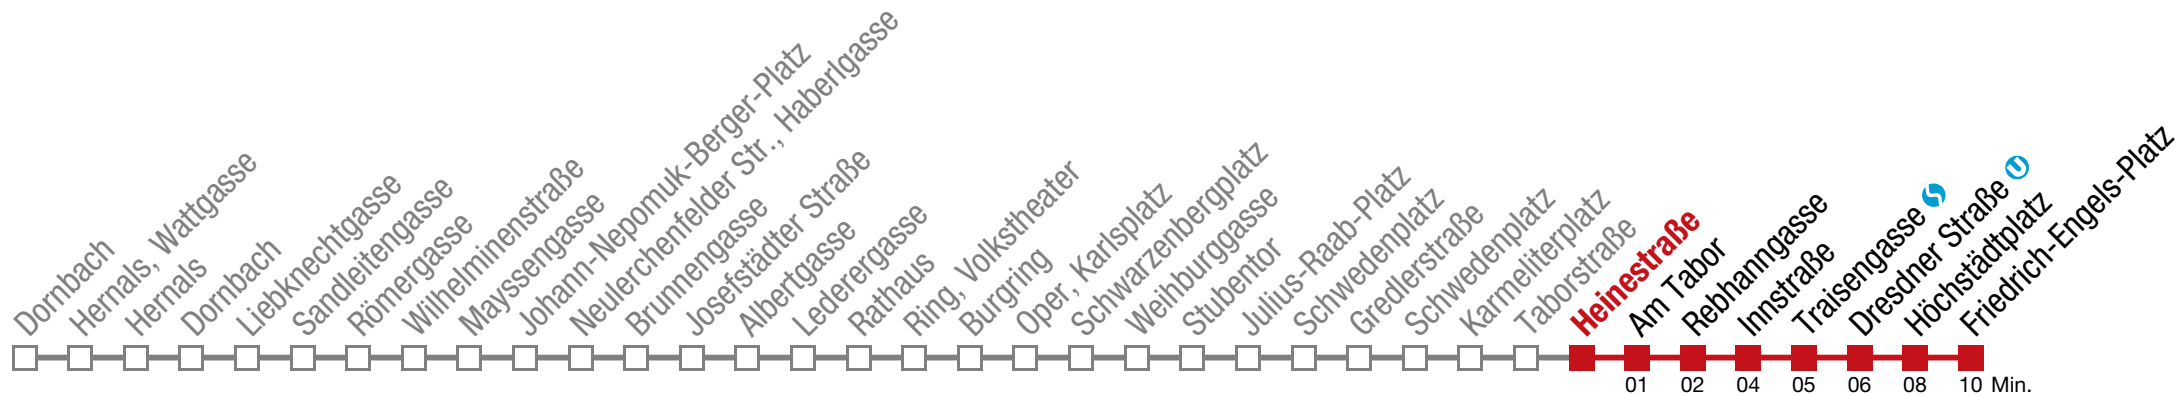 Dornbach
Hernals, Wattgasse
Hernals
Dornbach
Liebknechtgasse
Sandleitengasse
Römergasse
Wilhelminenstraße
Mayssengasse
Johann-Nepomuk-Berger-Platz
Neulerchenfelder Str., Haberlgasse
Brunnengasse
Josefstädter Straße
Albertgasse
Lederergasse
Rathaus
Ring, Volkstheater
Burgring
Oper, Karlsplatz
Schwarzenbergplatz
Weihburggasse
Stubentor
Julius-Raab-Platz
Schwedenplatz
Gredlerstraße
Schwedenplatz
Karmeliterplatz
Taborstraße
Heinestraße
Am Tabor
Rebhanngasse
Innstraße
Traisengasse S
Dresdner Straße U
Höchstädtplatz
Friedrich-Engels-Platz
01 02 04 05 06 08 10 Min.